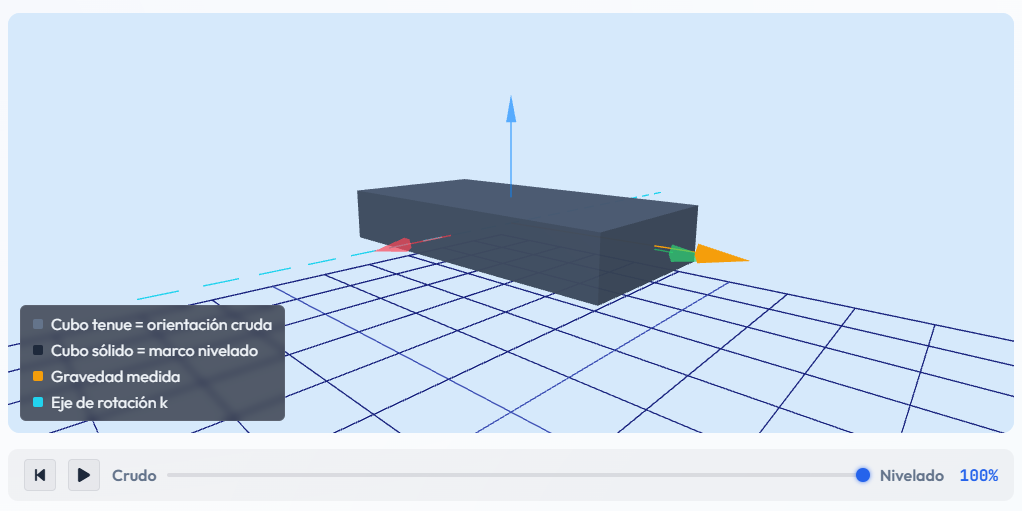 Cubo tenue = orientación cruda
Cubo sólido = marco nivelado
Gravedad medida
Eje de rotación k
Crudo
Nivelado
100%